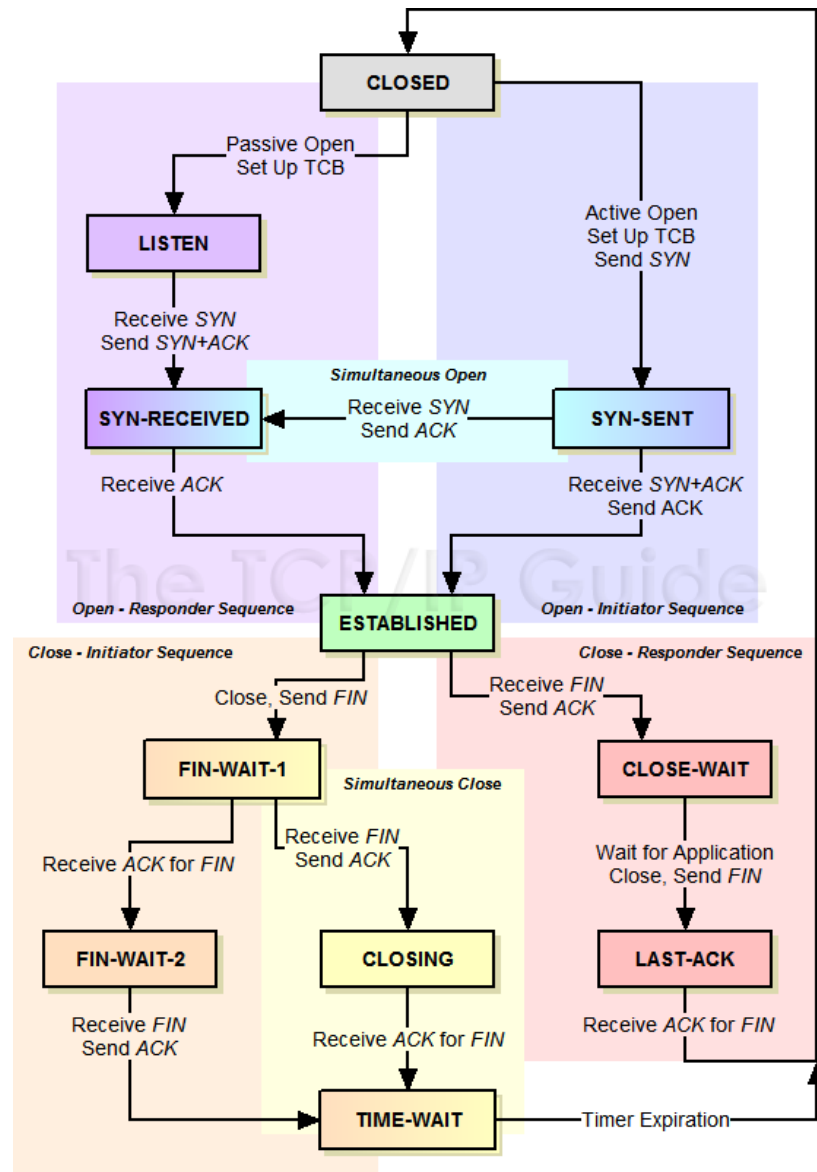 CLOSED
Passive Open
Set Up TCB
Active Open
Set Up TCB
Send SYN
LISTEN
Receive SYN
Send SYN+ACK
Simultaneous Open
SYN-RECEIVED
Receive SYN
Send ACK
SYN-SENT
Receive ACK
Receive SYN+ACK
Send ACK
The TCP/IP Guide
Open - Responder Sequence
Open - Initiator Sequence
ESTABLISHED
Close - Initiator Sequence
Close - Responder Sequence
Close, Send FIN
Receive FIN
Send ACK
FIN-WAIT-1
CLOSE-WAIT
Simultaneous Close
Receive ACK for FIN
Receive FIN
Send ACK
Wait for Application
Close, Send FIN
FIN-WAIT-2
CLOSING
LAST-ACK
Receive FIN
Send ACK
Receive ACK for FIN
Receive ACK for FIN
TIME-WAIT
Timer Expiration